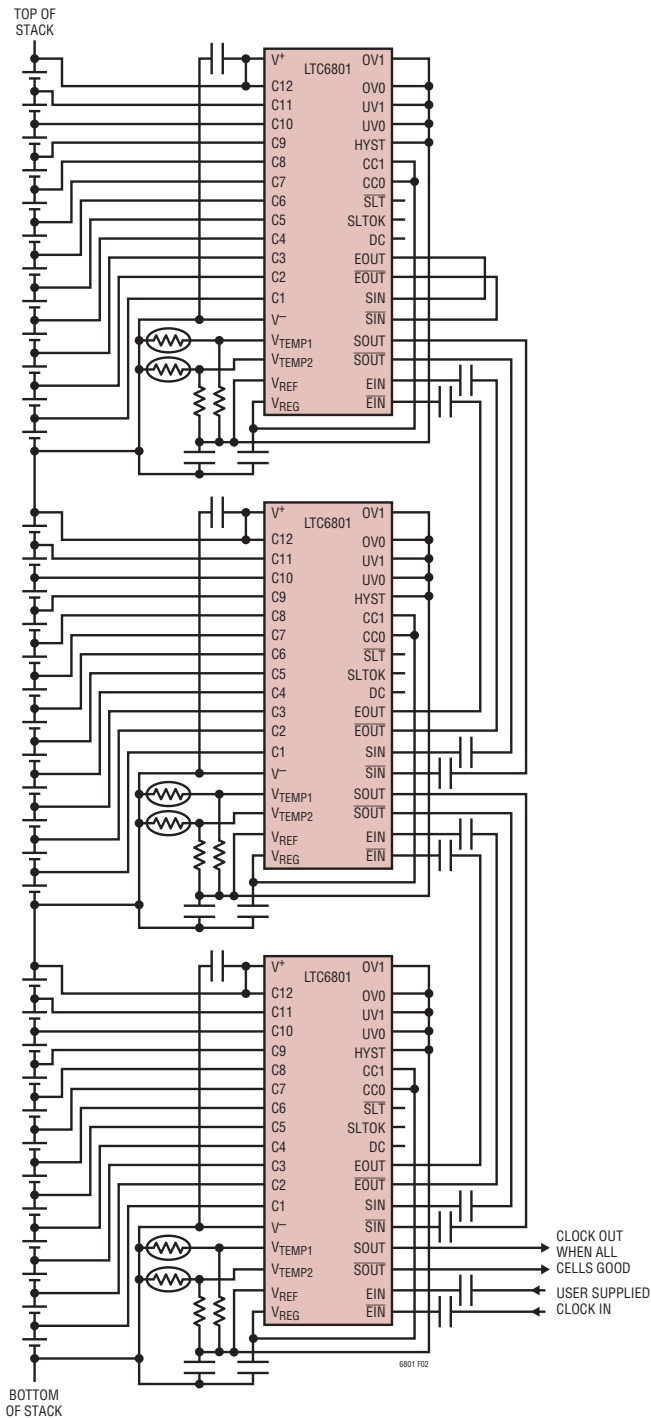 TOP OF
STACK
V+
C12
C11
C10
C9
C8
C7
C6
C5
C4
C3
C2
C1
V–
VTEMP1
VTEMP2
VREF
VREG
LTC6801
OV1
OV0
UV1
UV0
HYST
CC1
CC0
SLT
SLTOK
DC
EOUT
EOUT
SIN
SIN
SOUT
SOUT
EIN
EIN
V+
C12
C11
C10
C9
C8
C7
C6
C5
C4
C3
C2
C1
V–
VTEMP1
VTEMP2
VREF
VREG
LTC6801
OV1
OV0
UV1
UV0
HYST
CC1
CC0
SLT
SLTOK
DC
EOUT
EOUT
SIN
SIN
SOUT
SOUT
EIN
EIN
V+
C12
C11
C10
C9
C8
C7
C6
C5
C4
C3
C2
C1
V–
VTEMP1
VTEMP2
VREF
VREG
LTC6801
OV1
OV0
UV1
UV0
HYST
CC1
CC0
SLT
SLTOK
DC
EOUT
EOUT
SIN
SIN
SOUT
SOUT
EIN
EIN
CLOCK OUT
WHEN ALL
CELLS GOOD
USER SUPPLIED
CLOCK IN
6801 F02
BOTTOM
OF STACK